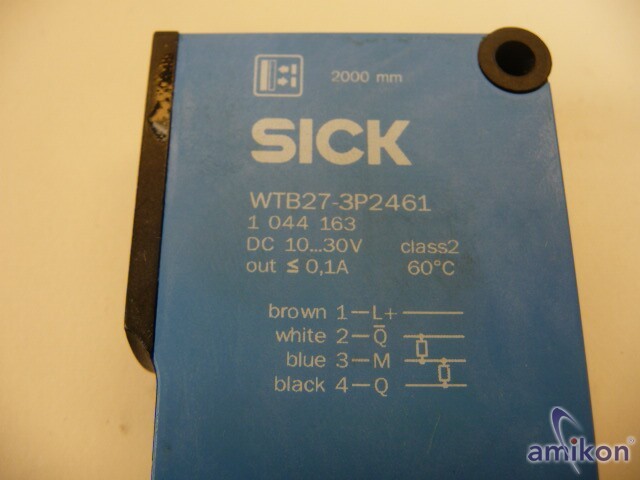 2000 mm
SICK
WTB27-3P2461
1 044 163
DC 10...30V class2
out ≤ 0,1A 60°C
brown 1—L+
white 2—Q̅
blue 3—M
black 4—Q
amikon®